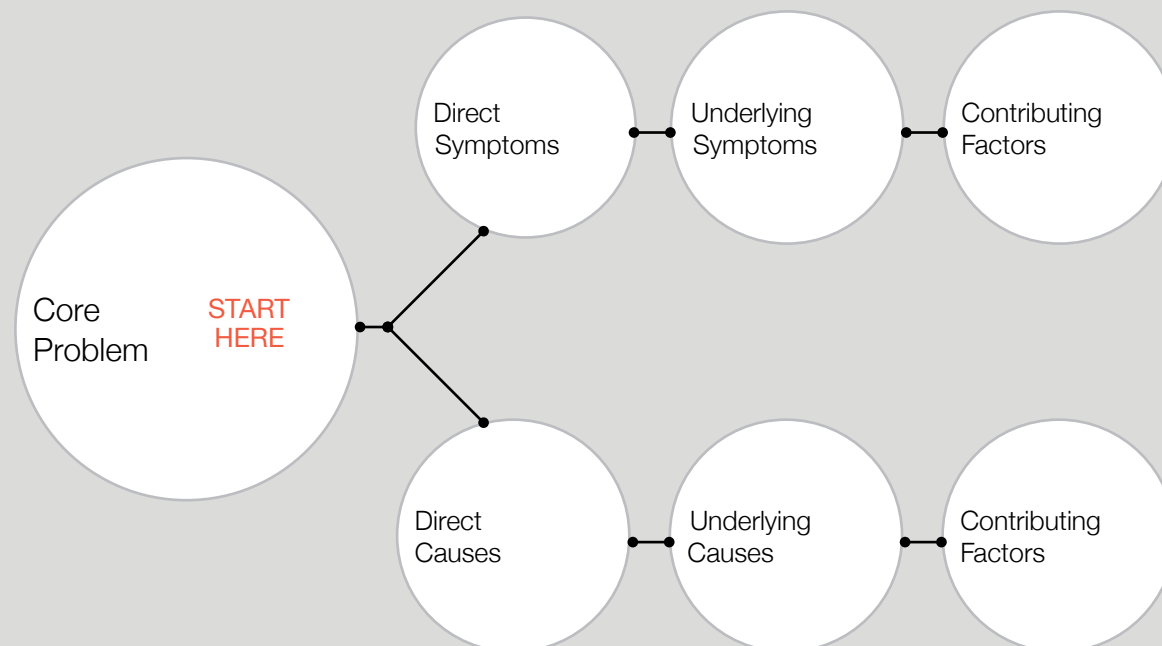 Core
Problem
START
HERE
Direct
Symptoms
Underlying
Symptoms
Contributing
Factors
Direct
Causes
Underlying
Causes
Contributing
Factors